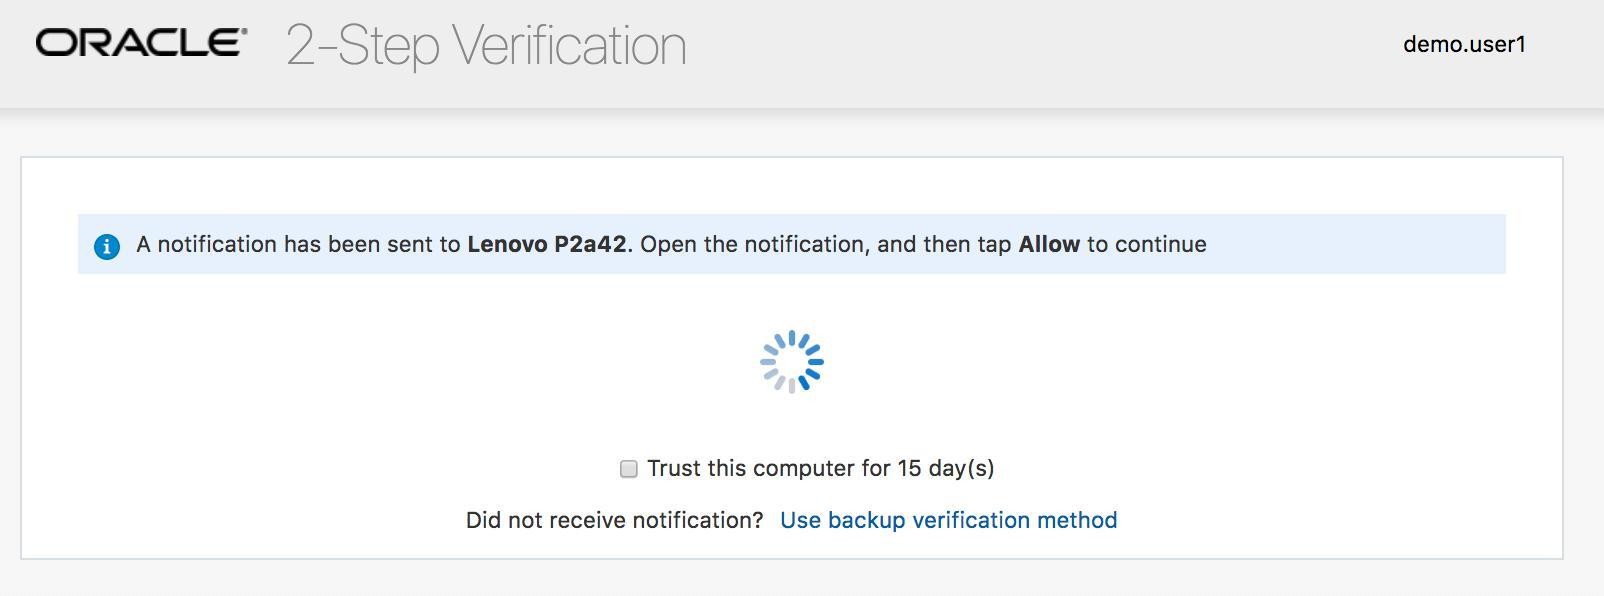 ORACLE® 2-Step Verification demo.user1
i A notification has been sent to Lenovo P2a42. Open the notification, and then tap Allow to continue
Trust this computer for 15 day(s)
Did not receive notification? Use backup verification method